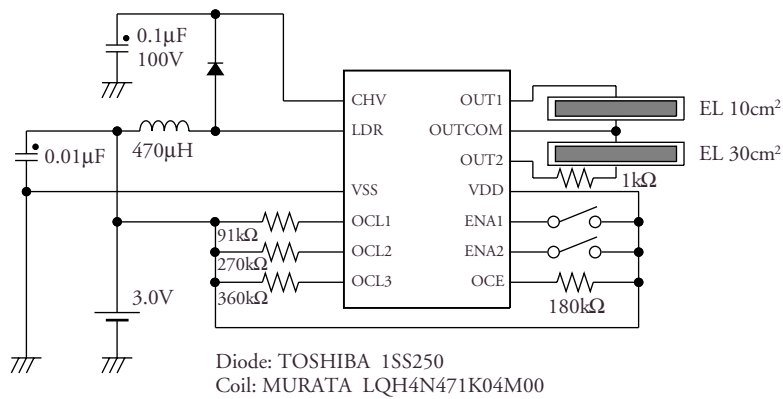 0.1µF
100V
CHV
OUT1
EL 10cm²
LDR
OUTCOM
470µH
0.01µF
OUT2
EL 30cm²
1kΩ
VSS
VDD
OCL1
ENA1
91kΩ
OCL2
ENA2
270kΩ
OCL3
OCE
360kΩ
180kΩ
3.0V
Diode: TOSHIBA 1SS250
Coil: MURATA LQH4N471K04M00